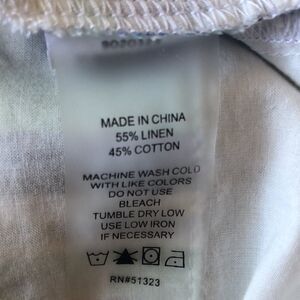 MADE IN CHINA
55% LINEN
45% COTTON
MACHINE WASH COLD
WITH LIKE COLORS
DO NOT USE
BLEACH
TUMBLE DRY LOW
USE LOW IRON
IF NECESSARY
RN#51323